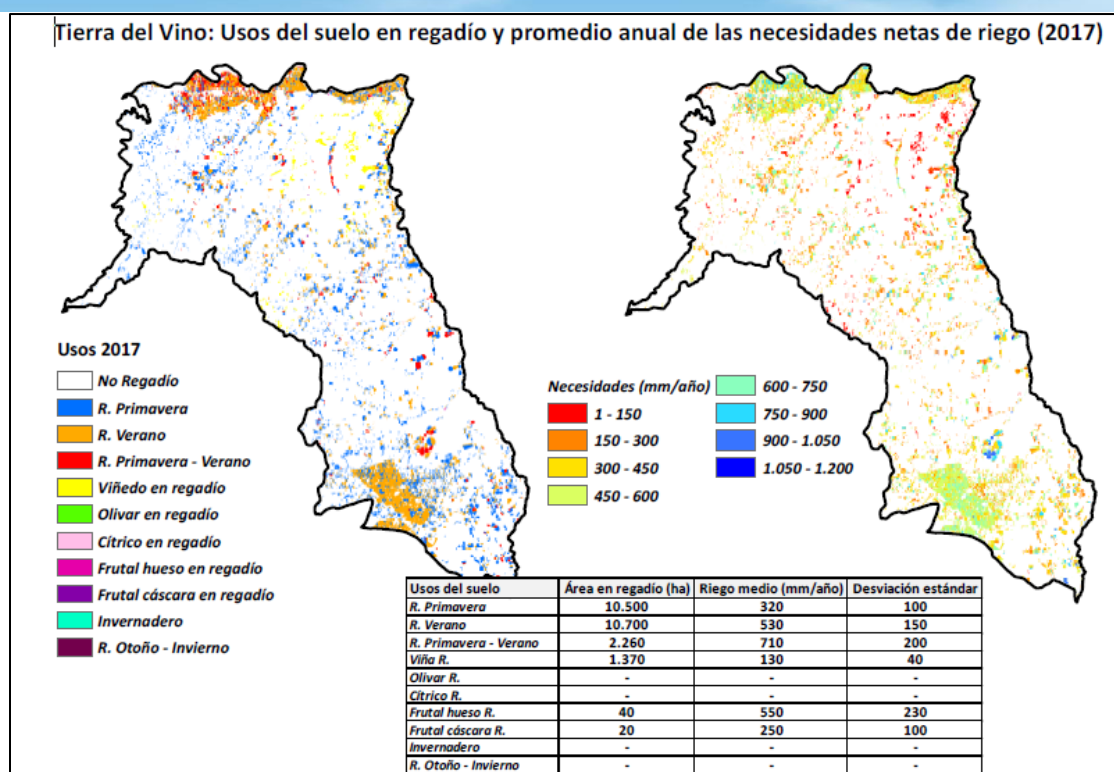 Tierra del Vino: Usos del suelo en regadío y promedio anual de las necesidades netas de riego (2017)
Usos 2017
No Regadío
R. Primavera
R. Verano
R. Primavera - Verano
Viñedo en regadío
Olivar en regadío
Cítrico en regadío
Frutal hueso en regadío
Frutal cáscara en regadío
Invernadero
R. Otoño - Invierno
Necesidades (mm/año)
1 - 150
150 - 300
300 - 450
450 - 600
600 - 750
750 - 900
900 - 1.050
1.050 - 1.200
Usos del suelo Área en regadío (ha) Riego medio (mm/año) Desviación estándar
R. Primavera 10.500 320 100
R. Verano 10.700 530 150
R. Primavera - Verano 2.260 710 200
Viña R. 1.370 130 40
Olivar R. - - -
Cítrico R. - - -
Frutal hueso R. 40 550 230
Frutal cáscara R. 20 250 100
Invernadero - - -
R. Otoño - Invierno - - -